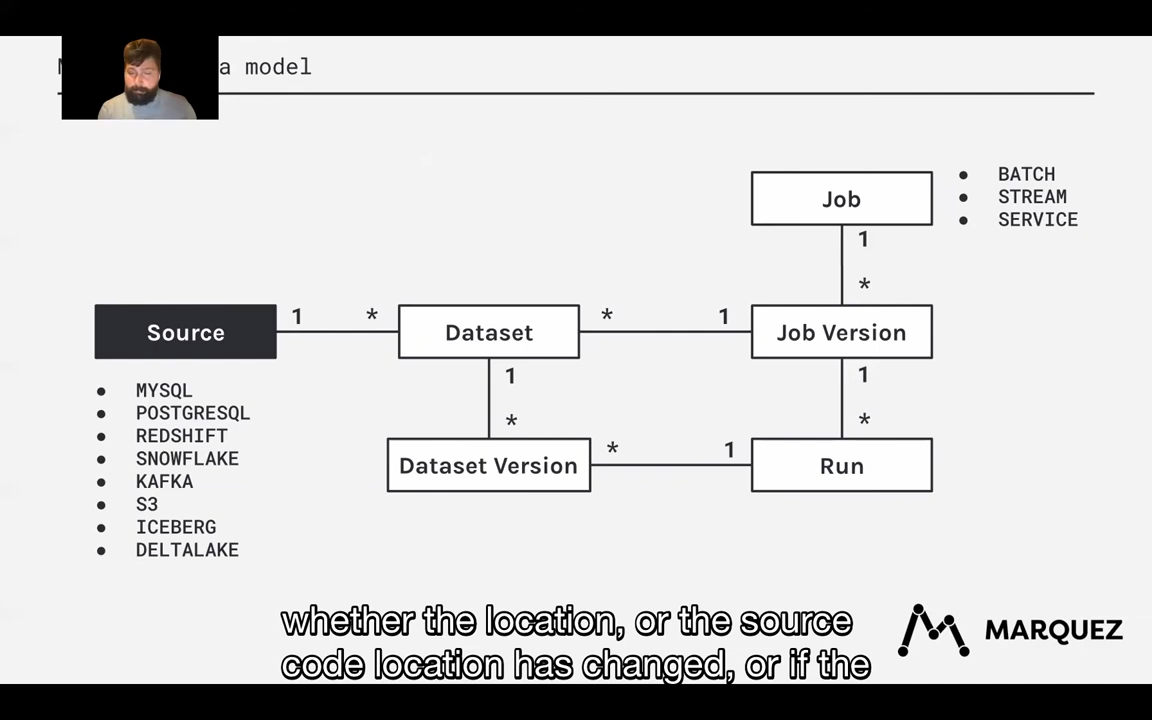 a model
Job
BATCH
STREAM
SERVICE
1
*
Source
1
*
Dataset
*
1
Job Version
MYSQL
POSTGRESQL
REDSHIFT
SNOWFLAKE
KAFKA
S3
ICEBERG
DELTALAKE
1
*
1
*
Dataset Version
*
1
Run
whether the location, or the source
code location has changed, or if the
MARQUEZ